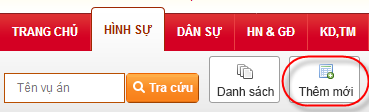 TRANG CHỦ HÌNH SỰ DÂN SỰ HN & GĐ KD,TM
Tên vụ án Tra cứu Danh sách Thêm mới